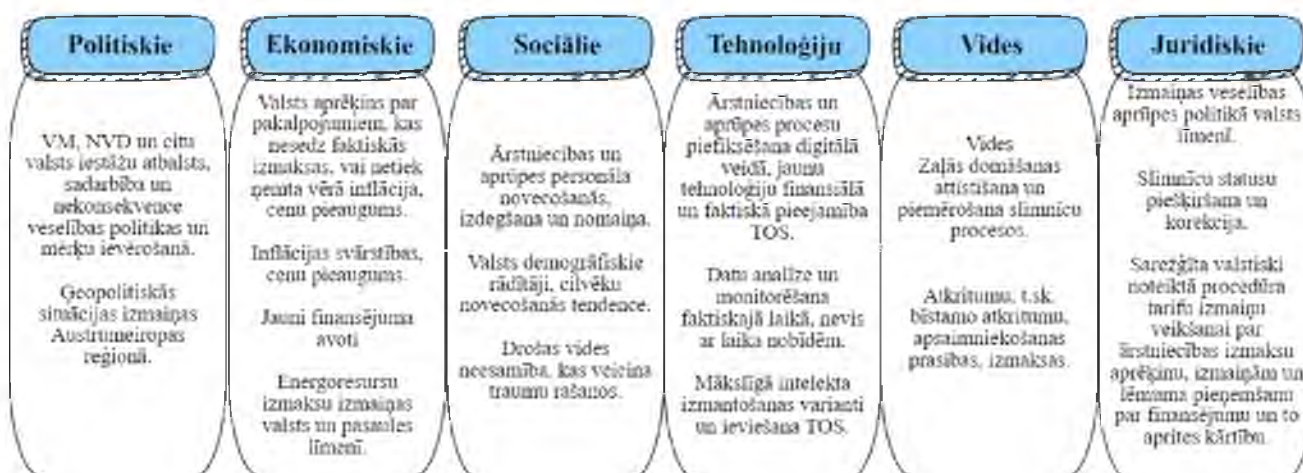 Politiskie
VM, NVD un citu
valsts iestāžu atbalsts,
sadarbība un
nekonsekvence
veselības politikas un
mērķu ievērošanā.
Ģeopolitiskās
situācijas izmaiņas
Austrumeiropas
reģionā.
Ekonomiskie
Valsts aprēķins par
pakalpojumiem, kas
nesedz faktiskās
izmaksas, vai netiek
ņemta vērā inflācija,
cenu pieaugums.
Inflācijas svārstības,
cenu pieaugums.
Jauni finansējuma
avoti
Energoresursu
izmaksu izmaiņas
valsts un pasaules
līmenī.
Sociālie
Ārstniecības un
aprūpes personāla
novecošanās,
izdegšana un nomaiņa.
Valsts demogrāfiskie
rādītāji, cilvēku
novecošanās tendence.
Drošas vides
neesamība, kas veicina
traumu rašanos.
Tehnoloģiju
Ārstniecības un
aprūpes procesu
piefiksēšana digitālā
veidā, jaunu
tehnoloģiju finansiālā
un faktiskā pieejamība
TOS.
Datu analīze un
monitorēšana
faktiskajā laikā, nevis
ar laika nobīdēm.
Mākslīgā intelekta
izmantošanas varianti
un ieviešana TOS.
Vides
Vides
Zaļās domāšanas
attīstīšana un
piemērošana slimnīcu
procesos.
Atkritumu, t.sk.
bīstamo atkritumu,
apsaimniekošanas
prasības, izmaksas.
Juridiskie
Izmaiņas veselības
aprūpes politikā valsts
līmenī.
Slimnīcu statusu
piešķiršana un
korekcija.
Sarežģīta valstiski
noteiktā procedūra
tarifu izmaiņu
veikšanai par
ārstniecības izmaksu
aprēķinu, izmaiņām un
lēmuma pieņemšanu
par finansējumu un to
aprites kārtību.